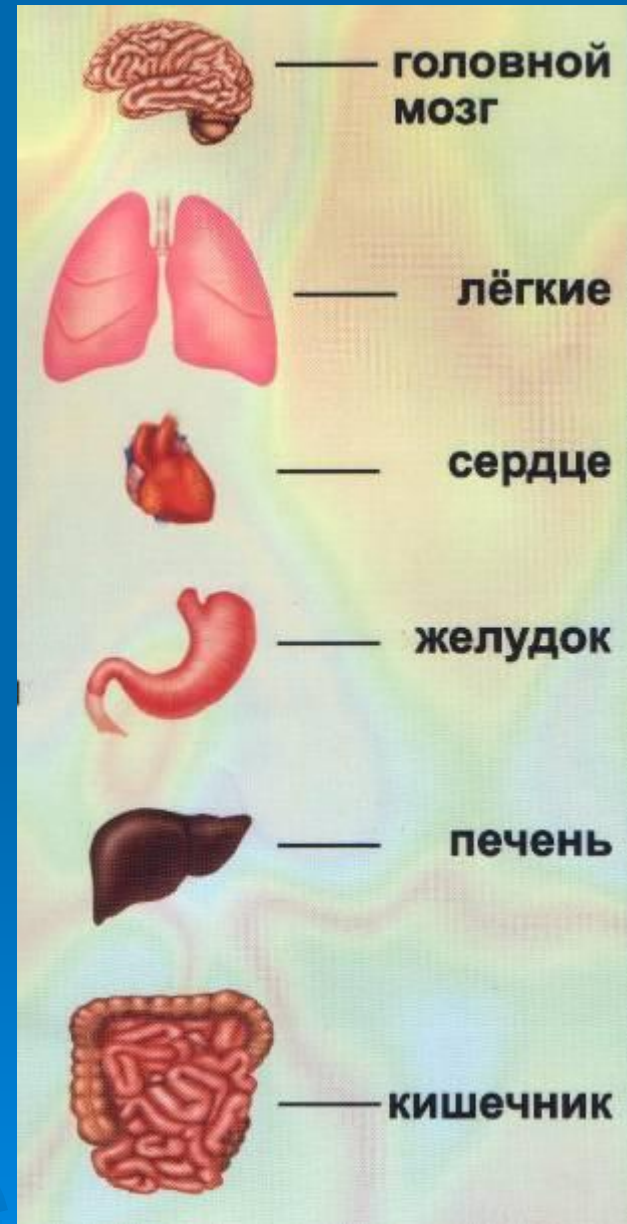 головной
мозг
лёгкие
сердце
желудок
печень
кишечник